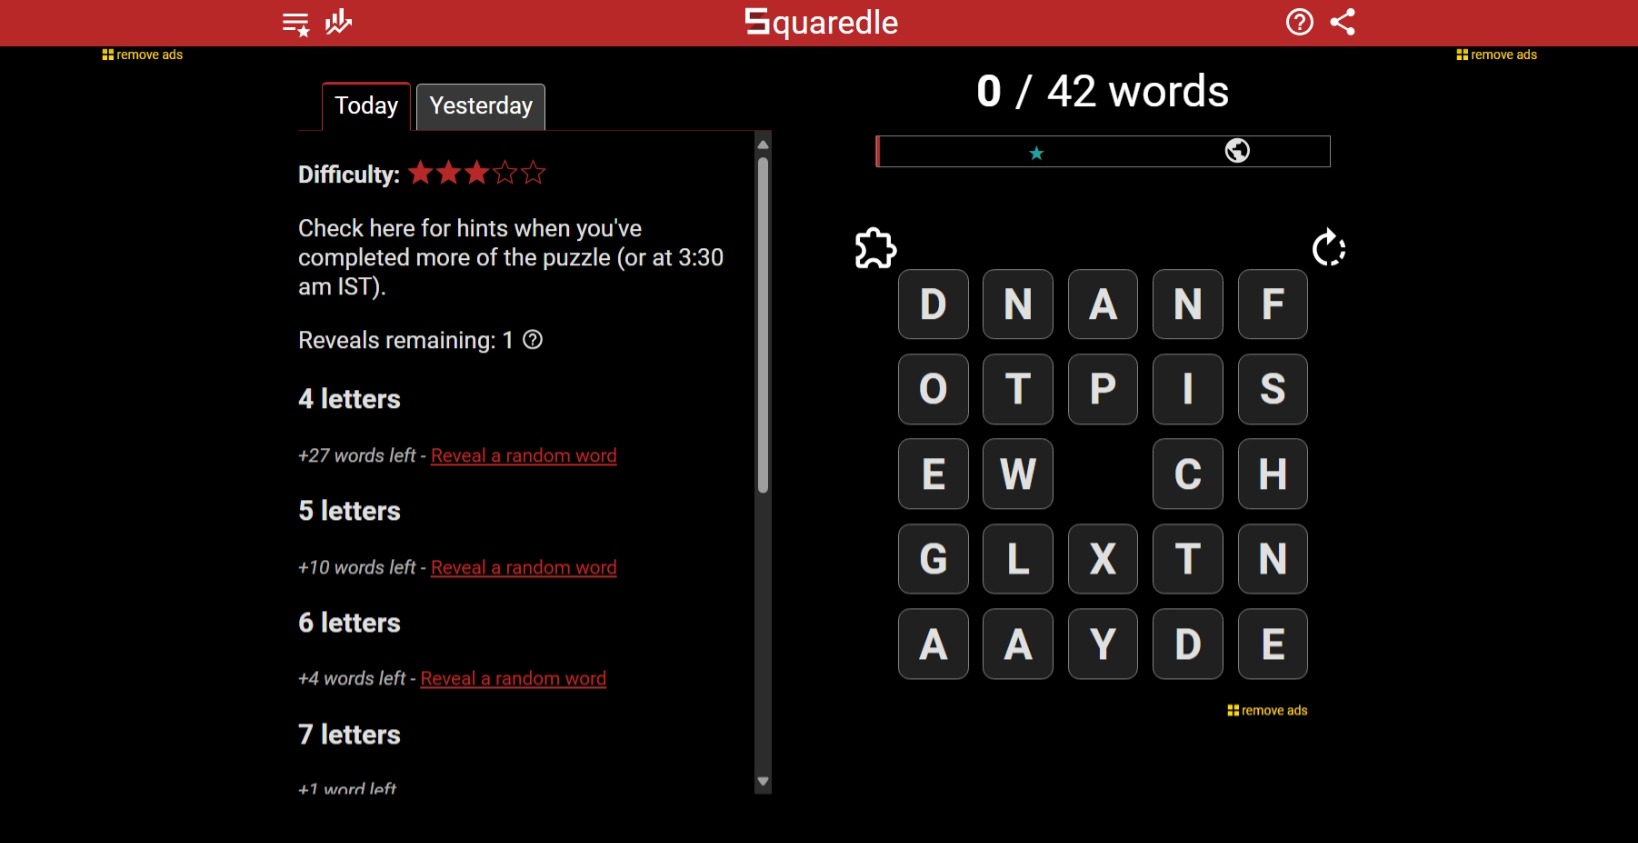 Squaredle
remove ads
remove ads
Today
Yesterday
0 / 42 words
Difficulty:
Check here for hints when you've
completed more of the puzzle (or at 3:30
am IST).
Reveals remaining: 1
4 letters
+27 words left - Reveal a random word
5 letters
+10 words left - Reveal a random word
6 letters
+4 words left - Reveal a random word
7 letters
+1 word left
D N A N F
O T P I S
E W C H
G L X T N
A A Y D E
remove ads